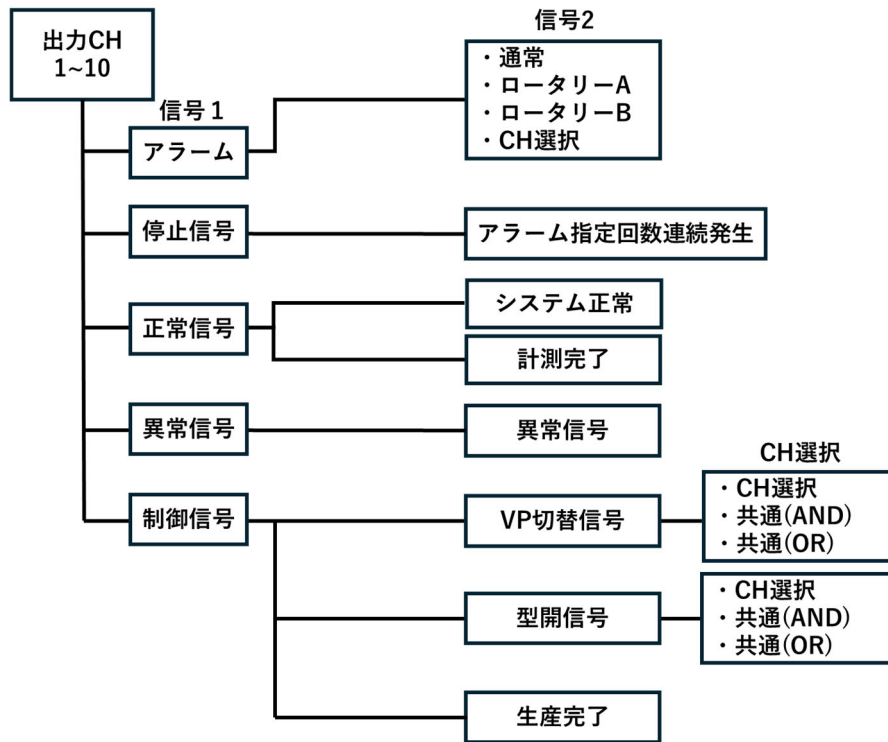 出力CH
1~10
信号１
アラーム
信号2
・通常
・ロータリーA
・ロータリーB
・CH選択
停止信号
アラーム指定回数連続発生
正常信号
システム正常
計測完了
異常信号
異常信号
制御信号
VP切替信号
CH選択
・CH選択
・共通(AND)
・共通(OR)
型開信号
・CH選択
・共通(AND)
・共通(OR)
生産完了